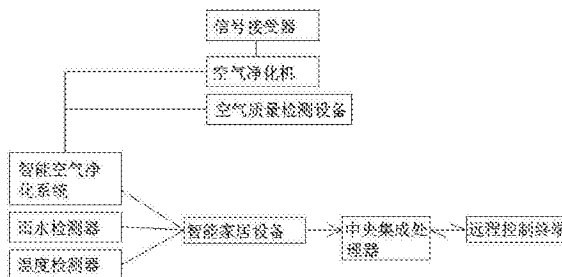 信号接受器
空气净化机
空气质量检测设备
智能空气净
化系统
雨水检测器
智能家居设备
中央集成处
理器
远程控制终端
温度检测器